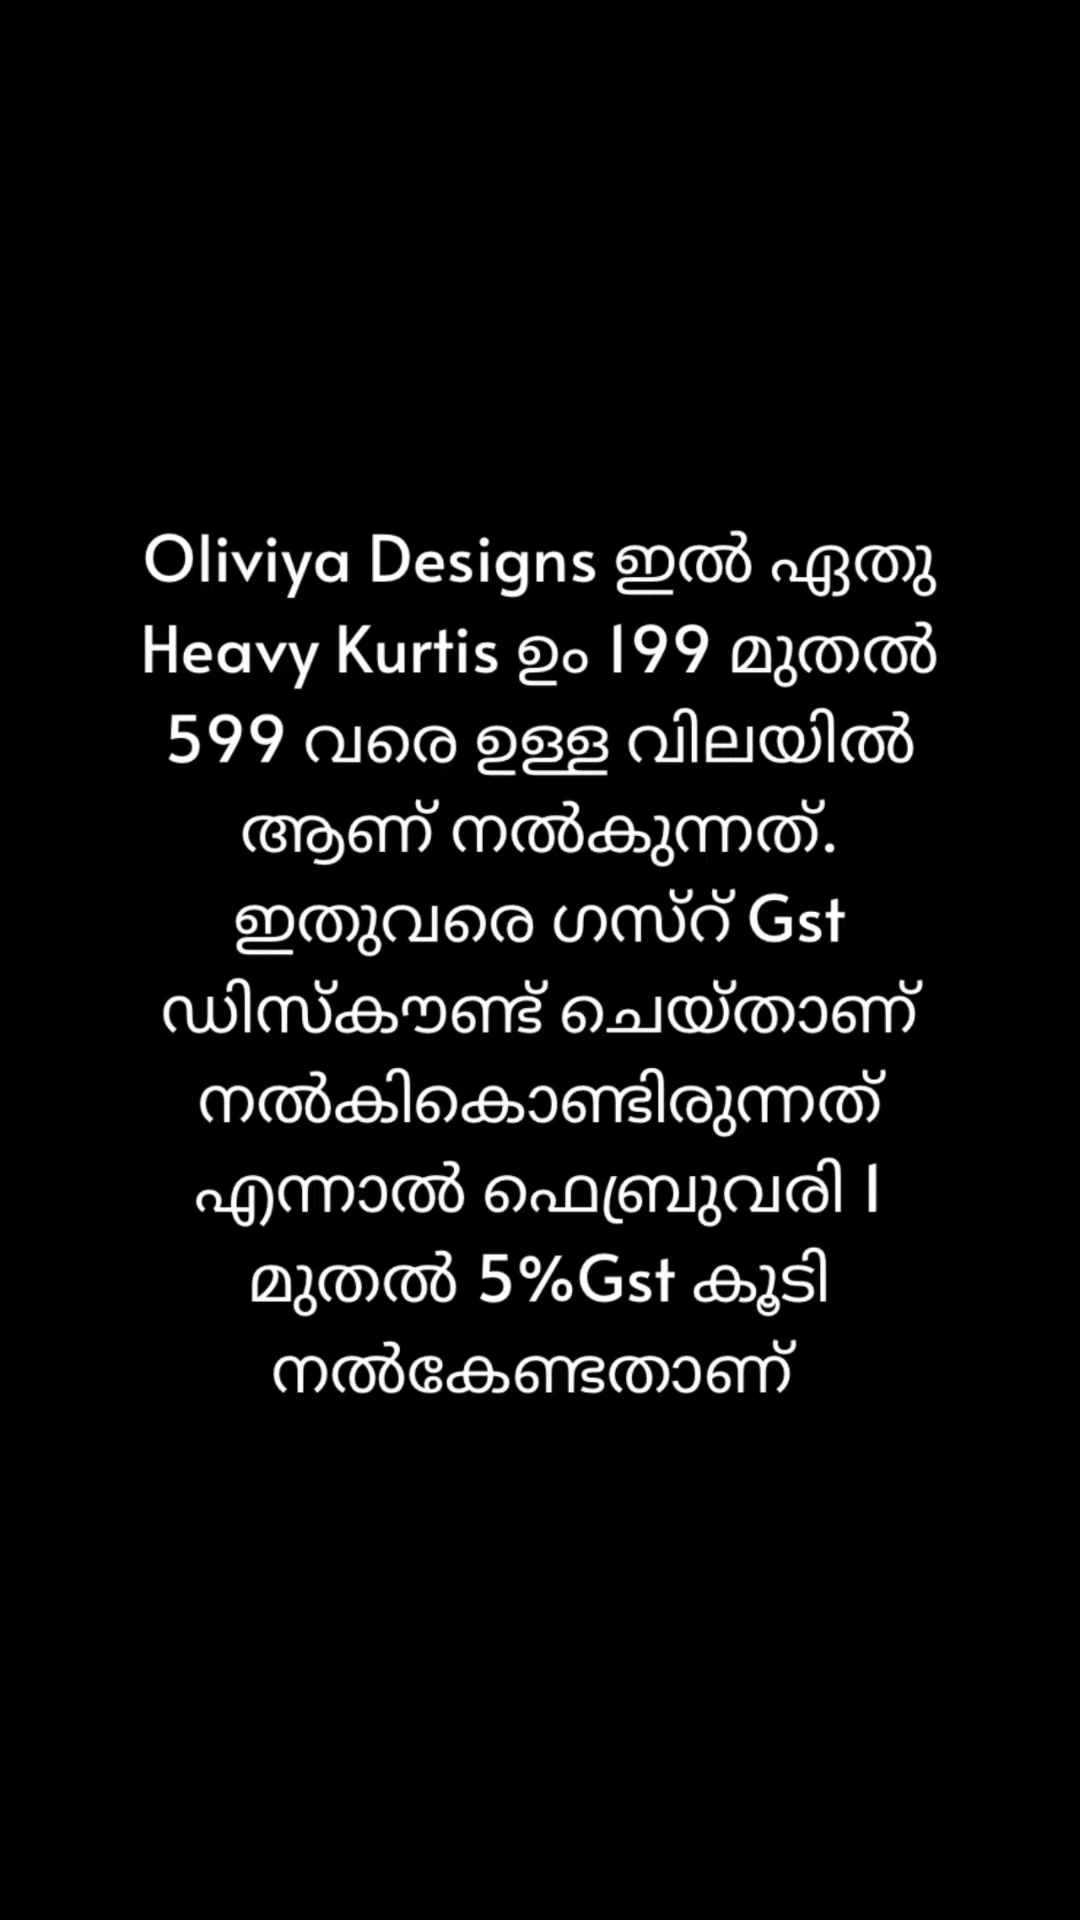 Oliviya Designs ഇൽ ഏതു
Heavy Kurtis ഉം 199 മുതൽ
599 വരെ ഉള്ള വിലയിൽ
ആണ് നൽകുന്നത്.
ഇതുവരെ ഗസ്റ് Gst
ഡിസ്കൗണ്ട് ചെയ്താണ്
നൽകികൊണ്ടിരുന്നത്
എന്നാൽ ഫെബ്രുവരി 1
മുതൽ 5%Gst കൂടി
നൽകേണ്ടതാണ്